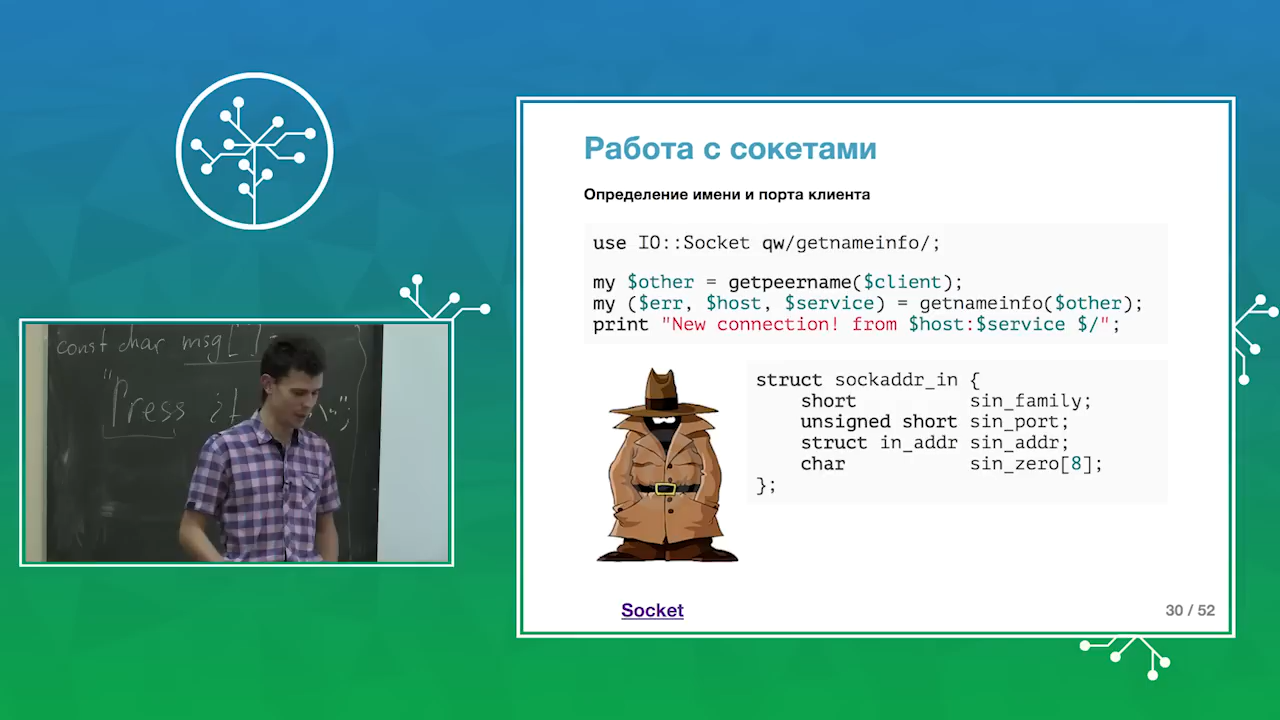 Работа с сокетами
Определение имени и порта клиента
use IO::Socket qw/getnameinfo/;
my $other = getpeername($client);
my ($err, $host, $service) = getnameinfo($other);
print "New connection! from $host:$service $/";
struct sockaddr_in {
short sin_family;
unsigned short sin_port;
struct in_addr sin_addr;
char sin_zero[8];
};
Socket
30 / 52
const char msg[]
"Press it